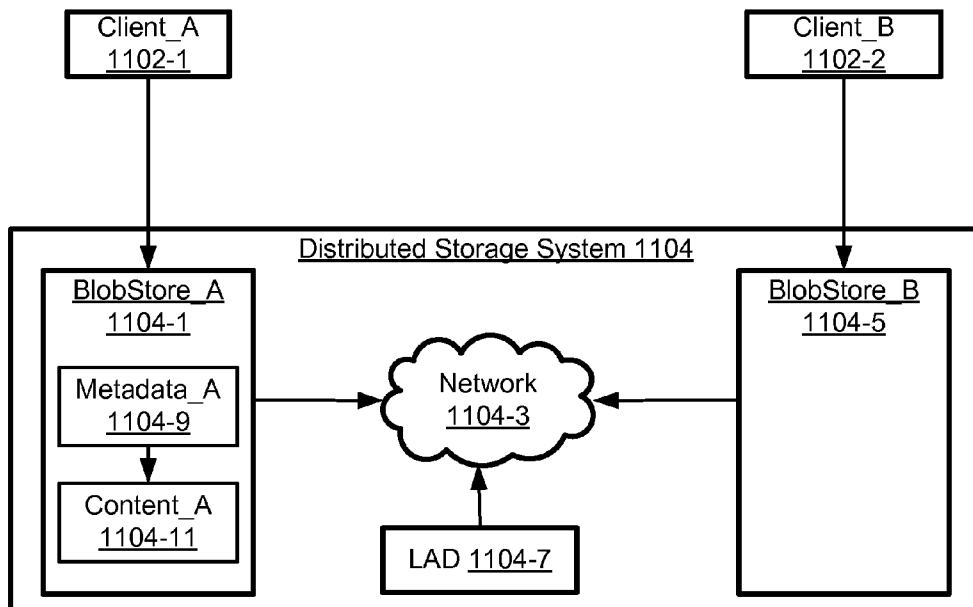 Client_A
1102-1
Client_B
1102-2
Distributed Storage System 1104
BlobStore_A
1104-1
BlobStore_B
1104-5
Metadata_A
1104-9
Network
1104-3
Content_A
1104-11
LAD 1104-7